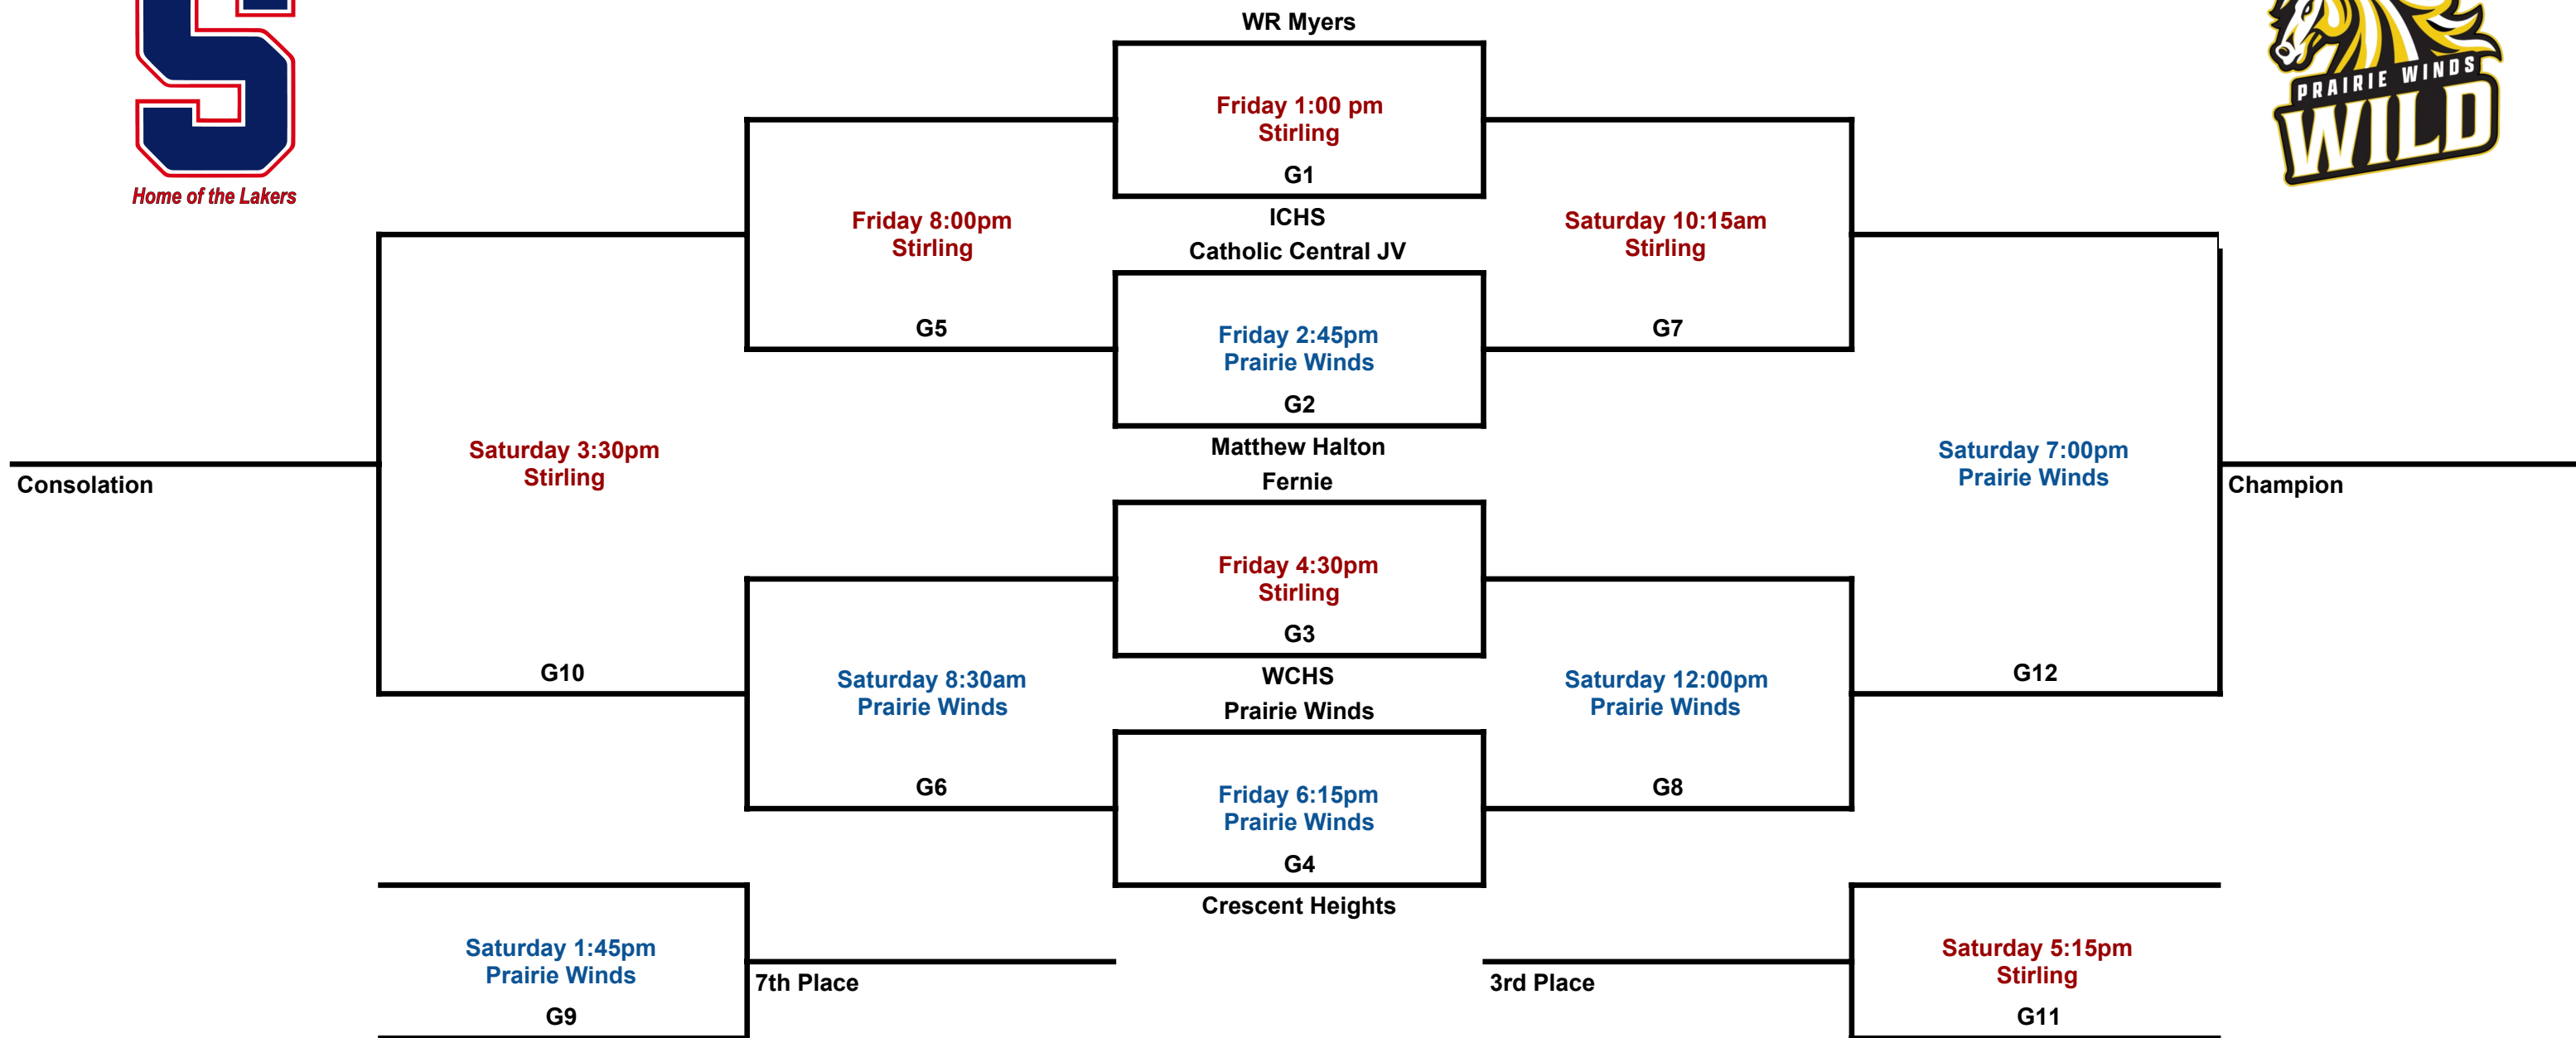 WR Myers
PRAIRIE WINDS
WILD
Friday 1:00 pm
Stirling
G1
Home of the Lakers
ICHS
Friday 8:00pm
Stirling
Saturday 10:15am
Stirling
Catholic Central JV
G5
Friday 2:45pm
Prairie Winds
G7
G2
Matthew Halton
Saturday 3:30pm
Stirling
Saturday 7:00pm
Prairie Winds
Consolation
Fernie
Champion
Friday 4:30pm
Stirling
G3
G10
WCHS
G12
Saturday 8:30am
Prairie Winds
Saturday 12:00pm
Prairie Winds
Prairie Winds
G6
Friday 6:15pm
Prairie Winds
G8
G4
Crescent Heights
Saturday 1:45pm
Prairie Winds
Saturday 5:15pm
Stirling
7th Place
3rd Place
G9
G11